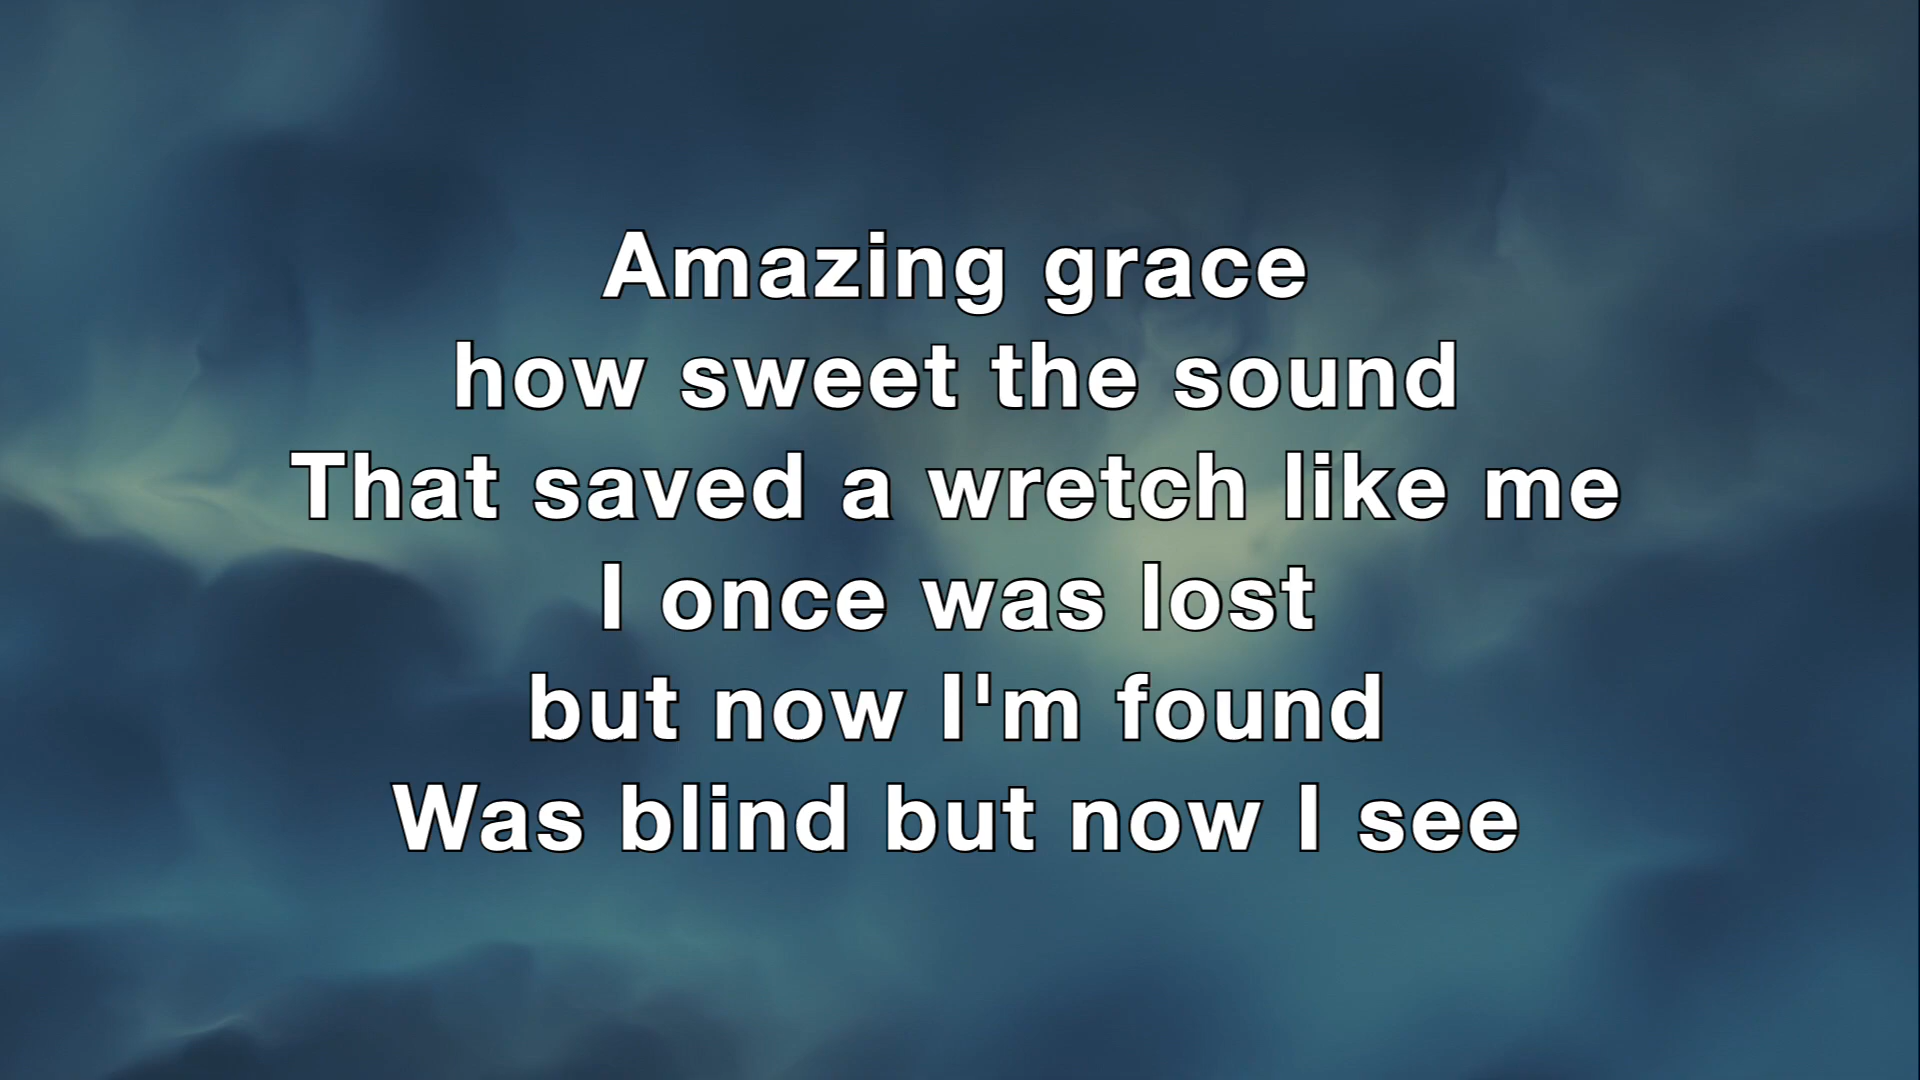 Amazing grace
how sweet the sound
That saved a wretch like me
I once was lost
but now I'm found
Was blind but now I see